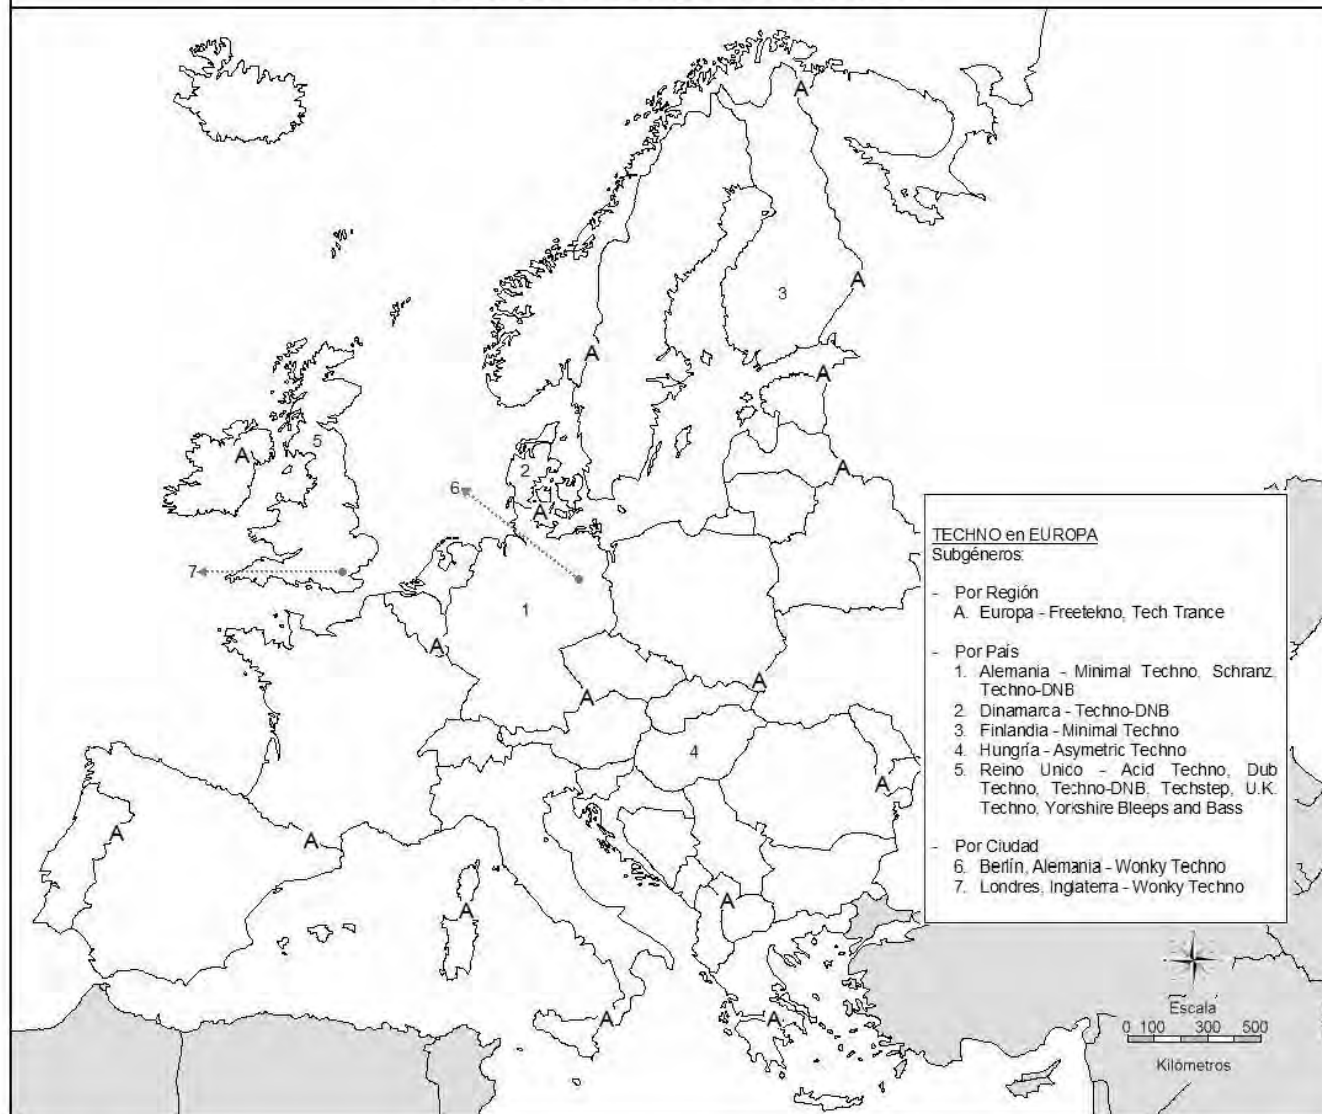 A
A
3
A
A
5
A
A
2
6
A
A
7
1
A
A
A
4
A
A
A
A
A
A
A
TECHNO en EUROPA
Subgéneros:
- Por Región
A. Europa - Freetekno, Tech Trance
- Por País
1. Alemania - Minimal Techno, Schranz,
Techno-DNB
2. Dinamarca - Techno-DNB
3. Finlandia - Minimal Techno
4. Hungría - Asymetric Techno
5. Reino Unico - Acid Techno, Dub
Techno, Techno-DNB, Techstep, U.K.
Techno, Yorkshire Bleeps and Bass
- Por Ciudad
6. Berlín, Alemania - Wonky Techno
7. Londres, Inglaterra - Wonky Techno
Escala
0 100 300 500
Kilómetros